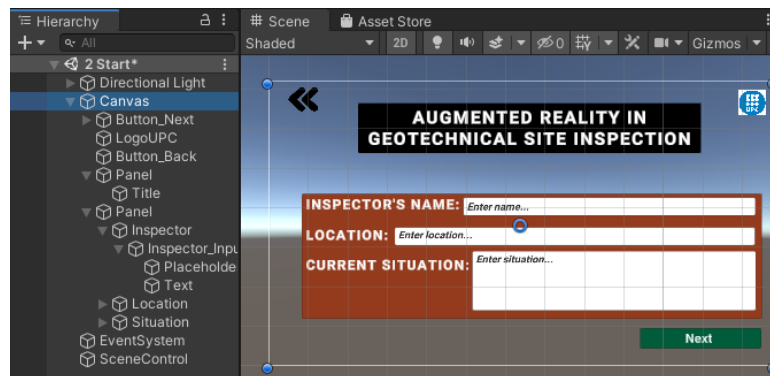 Hierarchy
All
2 Start*
Directional Light
Canvas
Button_Next
LogoUPC
Button_Back
Panel
Title
Panel
Inspector
Inspector_Inpu
Placeholde
Text
Location
Situation
EventSystem
SceneControl
Scene Asset Store
Shaded 2D 0 Gizmos
UPC
AUGMENTED REALITY IN
GEOTECHNICAL SITE INSPECTION
INSPECTOR'S NAME: Enter name...
LOCATION: Enter location...
CURRENT SITUATION: Enter situation...
Next